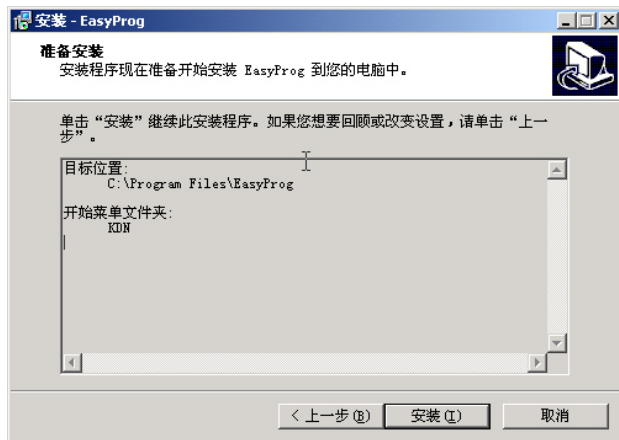 安装 - EasyProg
准备安装
安装程序现在准备开始安装 EasyProg 到您的电脑中。
单击“安装”继续此安装程序。如果您想要回顾或改变设置，请单击“上一
步”。
目标位置:
C:\Program Files\EasyProg
开始菜单文件夹:
KDN
< 上一步(B)
安装(I)
取消